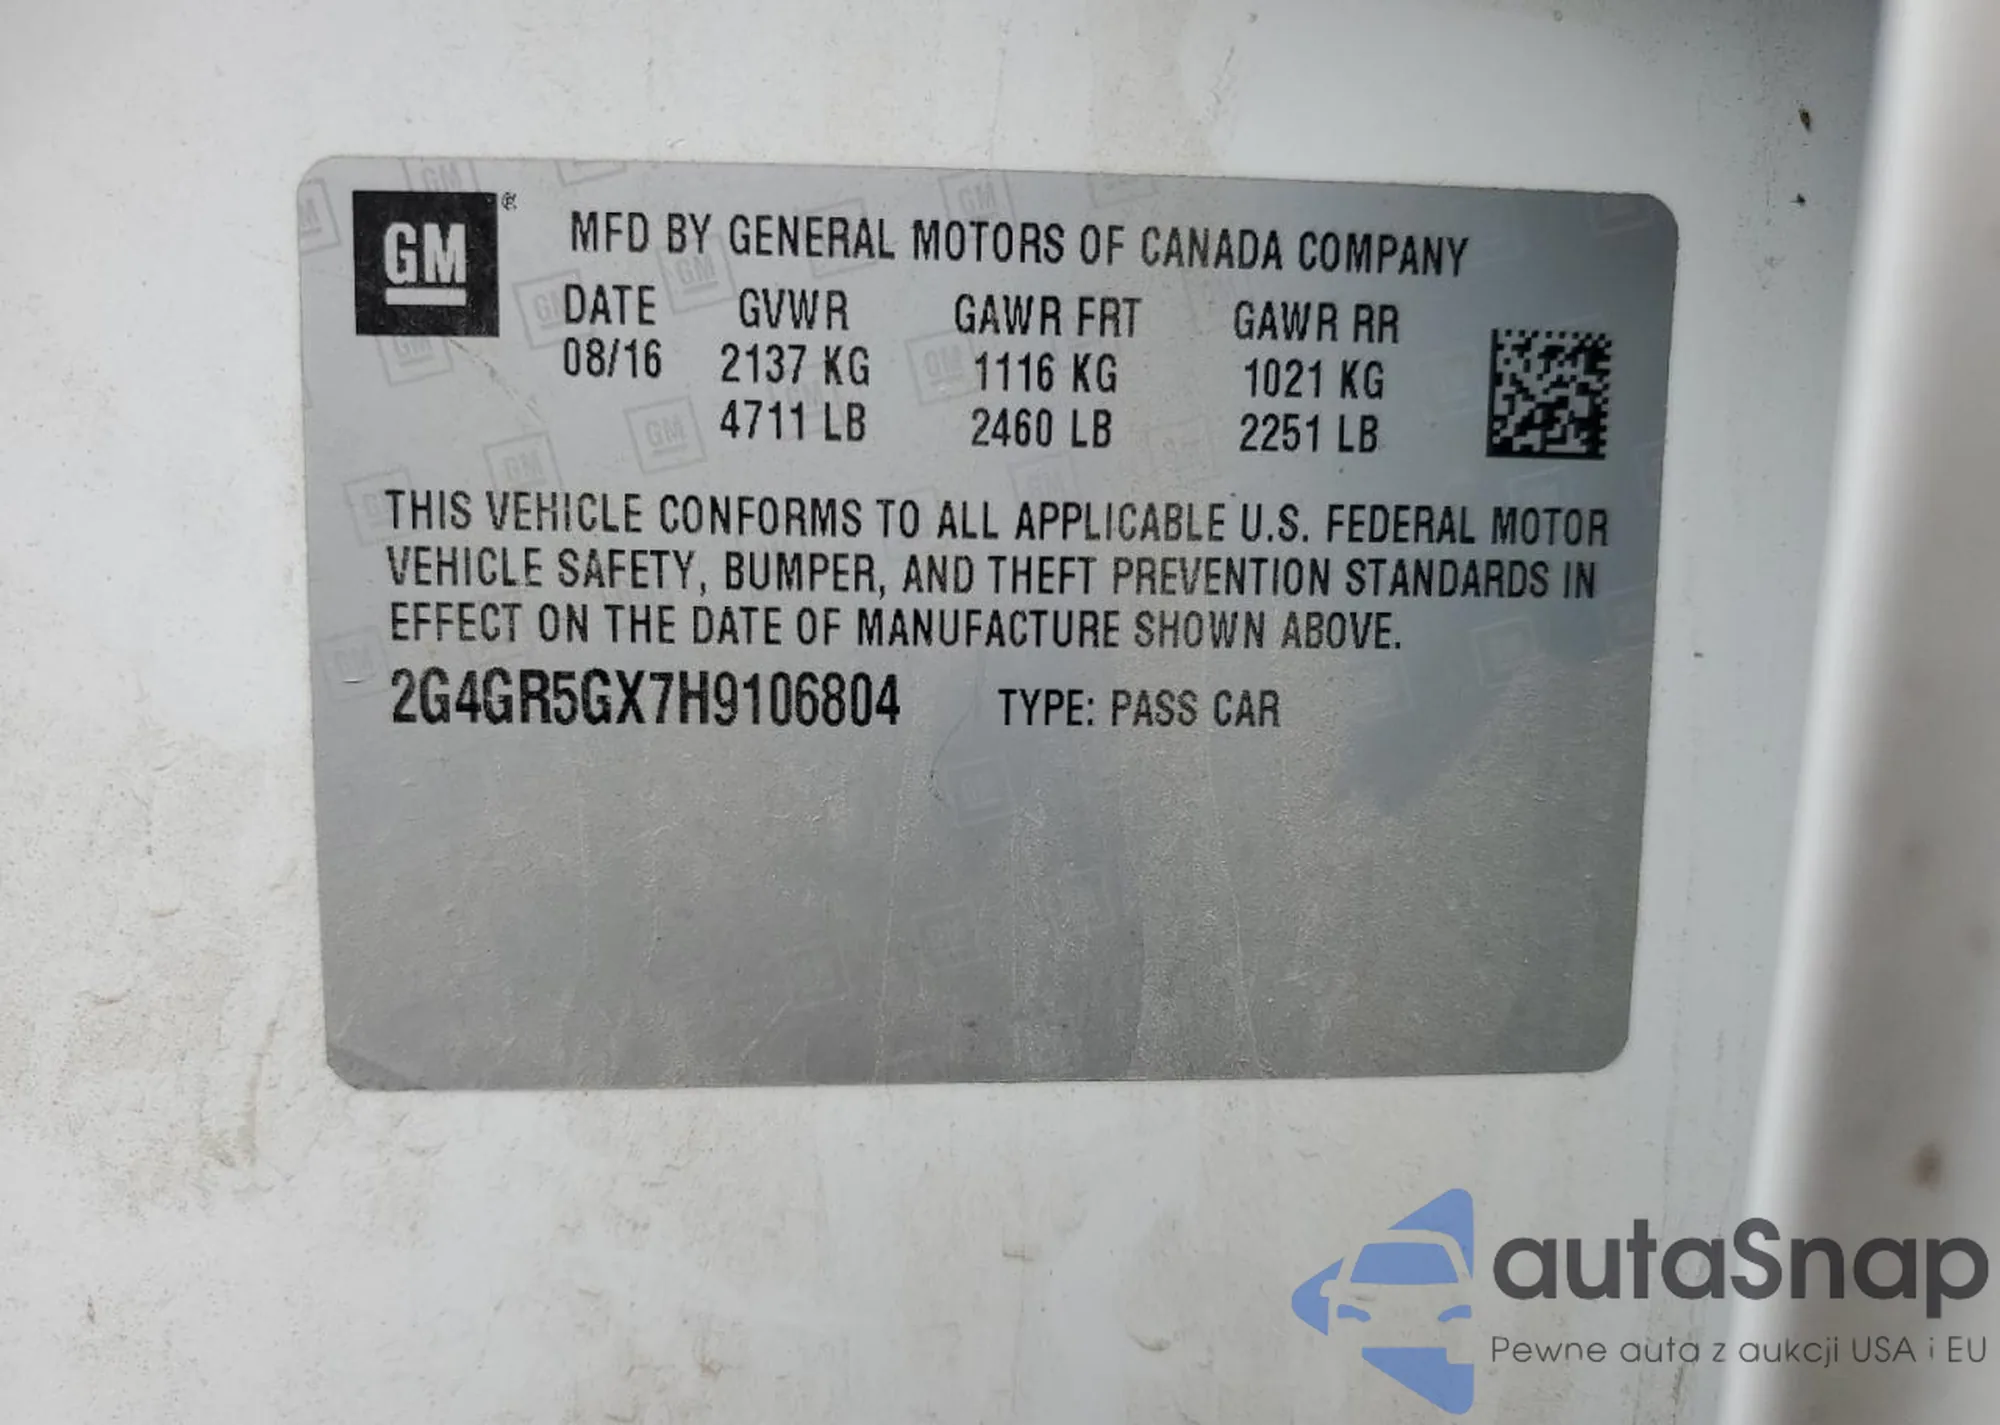 GM ®
MFD BY GENERAL MOTORS OF CANADA COMPANY
DATE GVWR GAWR FRT GAWR RR
08/16 2137 KG 1116 KG 1021 KG
4711 LB 2460 LB 2251 LB
THIS VEHICLE CONFORMS TO ALL APPLICABLE U.S. FEDERAL MOTOR
VEHICLE SAFETY, BUMPER, AND THEFT PREVENTION STANDARDS IN
EFFECT ON THE DATE OF MANUFACTURE SHOWN ABOVE.
2G4GR5GX7H9106804 TYPE: PASS CAR
autaSnap
Pewne auta z aukcji USA i EU